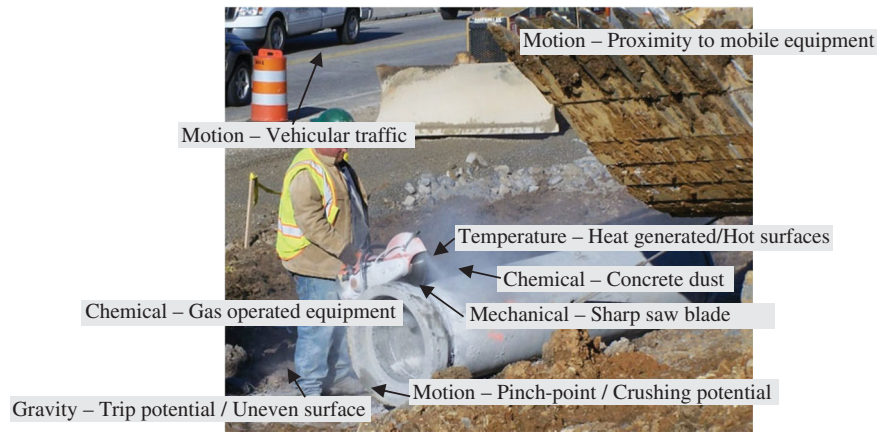 Motion – Proximity to mobile equipment
Motion – Vehicular traffic
Temperature – Heat generated/Hot surfaces
Chemical – Concrete dust
Chemical – Gas operated equipment
Mechanical – Sharp saw blade
Motion – Pinch-point / Crushing potential
Gravity – Trip potential / Uneven surface